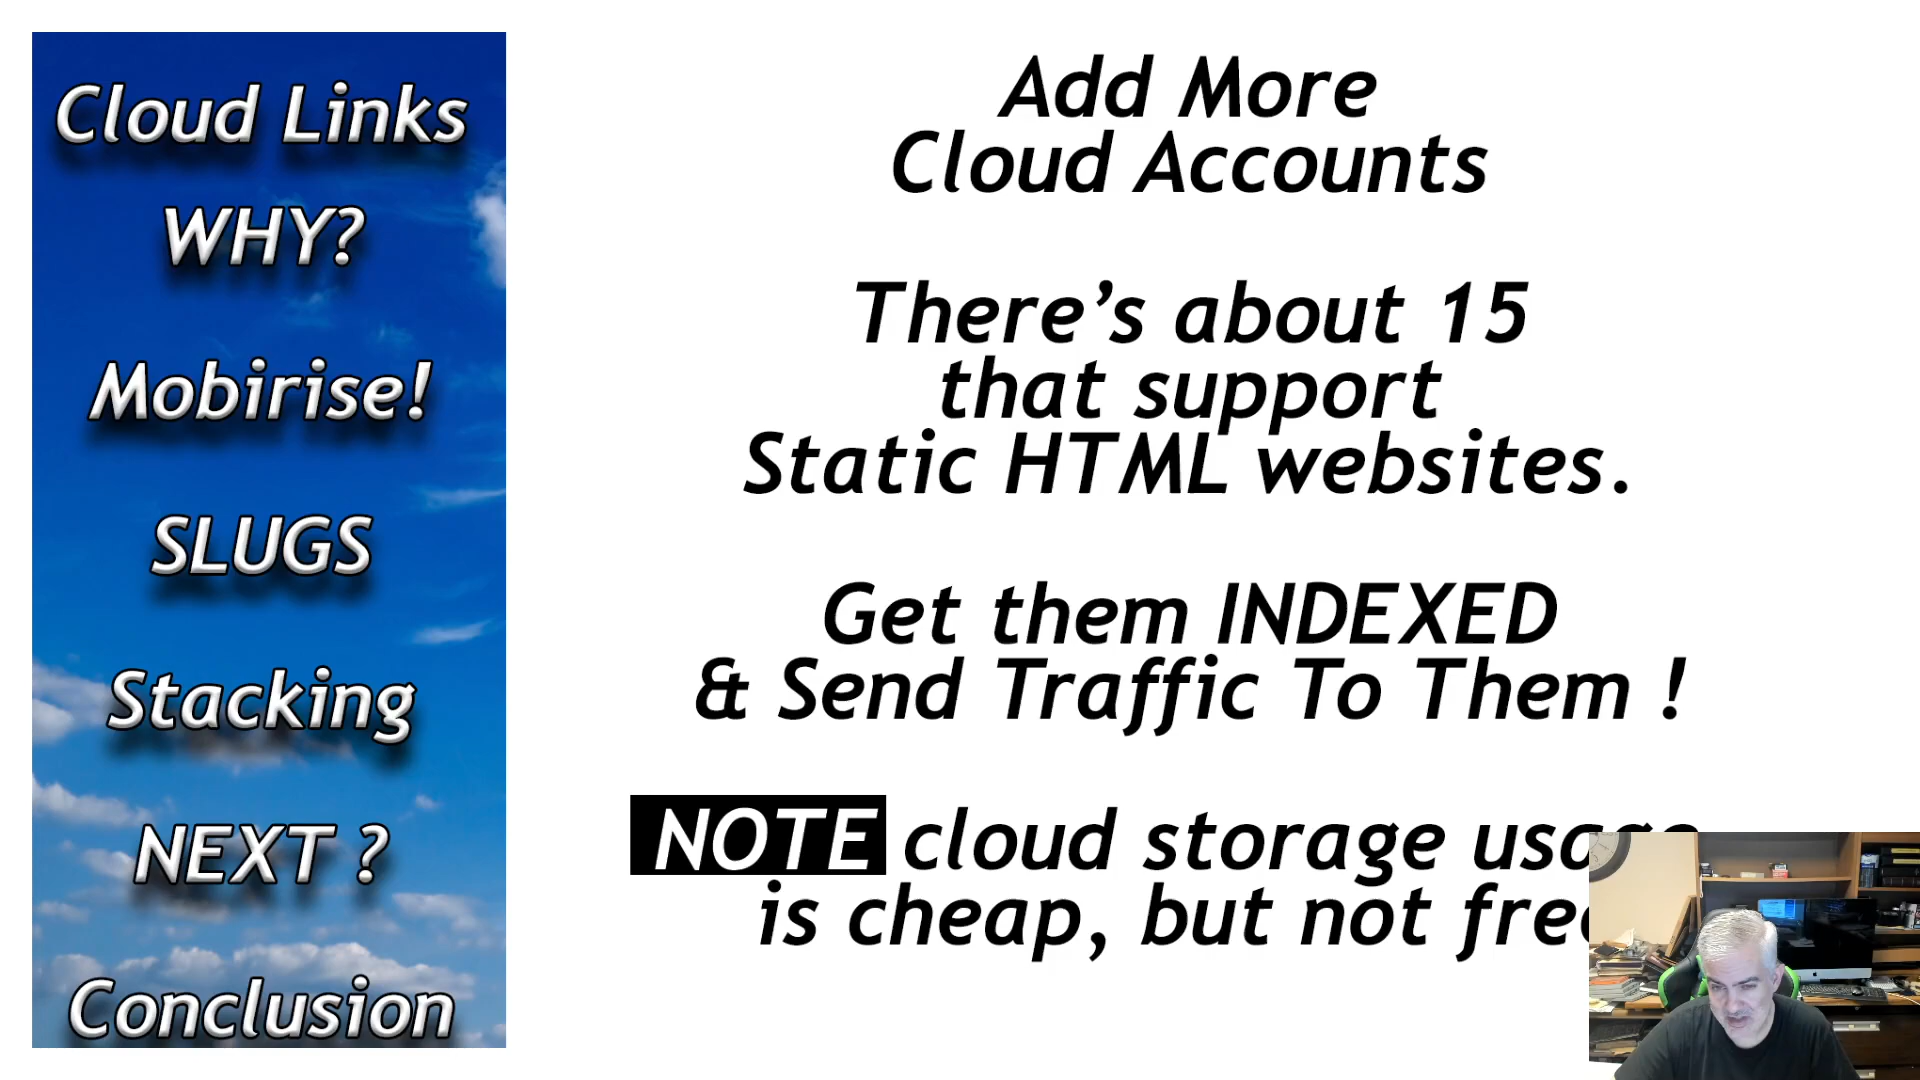 Cloud Links
WHY?
Mobirise!
SLUGS
Stacking
NEXT ?
Conclusion
Add More
Cloud Accounts
There’s about 15
that support
Static HTML websites.
Get them INDEXED
& Send Traffic To Them !
NOTE cloud storage
is cheap, but not